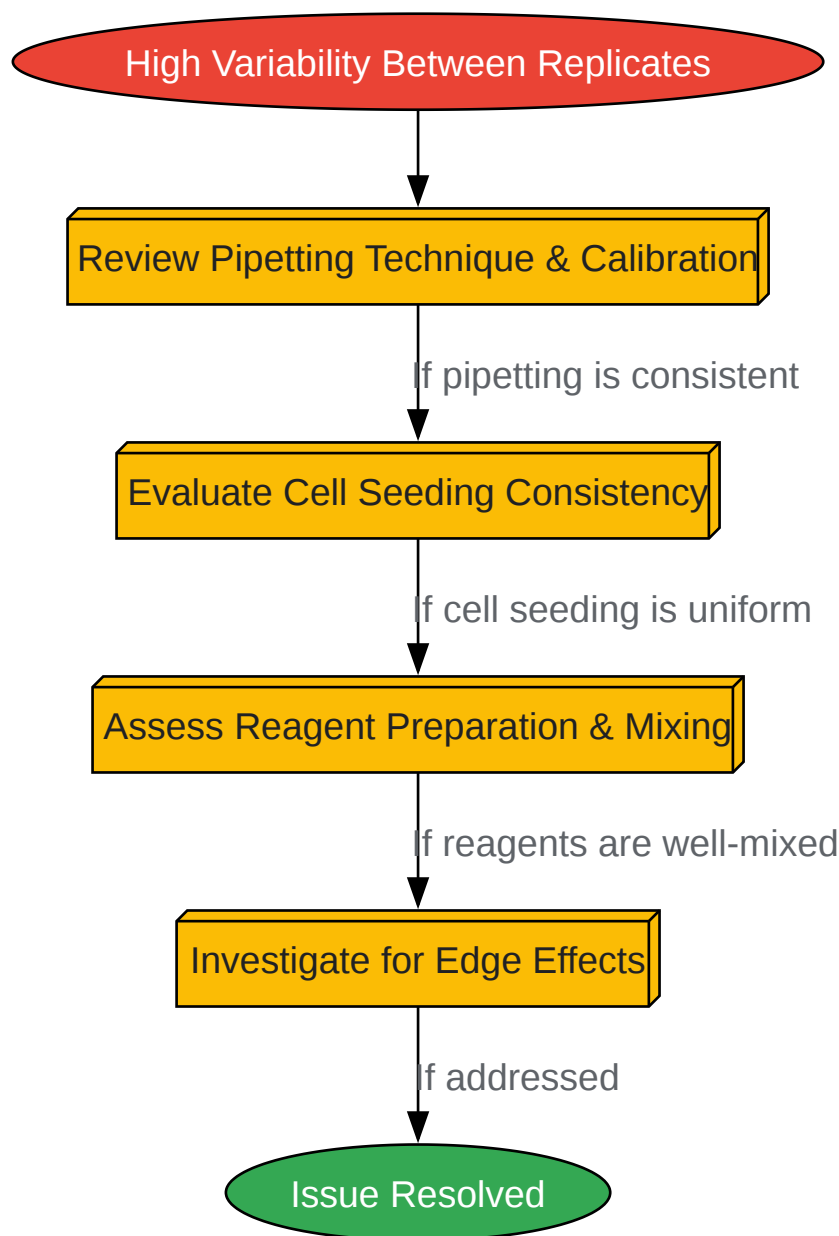 High Variability Between Replicates
Review Pipetting Technique & Calibration
If pipetting is consistent
Evaluate Cell Seeding Consistency
If cell seeding is uniform
Assess Reagent Preparation & Mixing
If reagents are well-mixed
Investigate for Edge Effects
If addressed
Issue Resolved